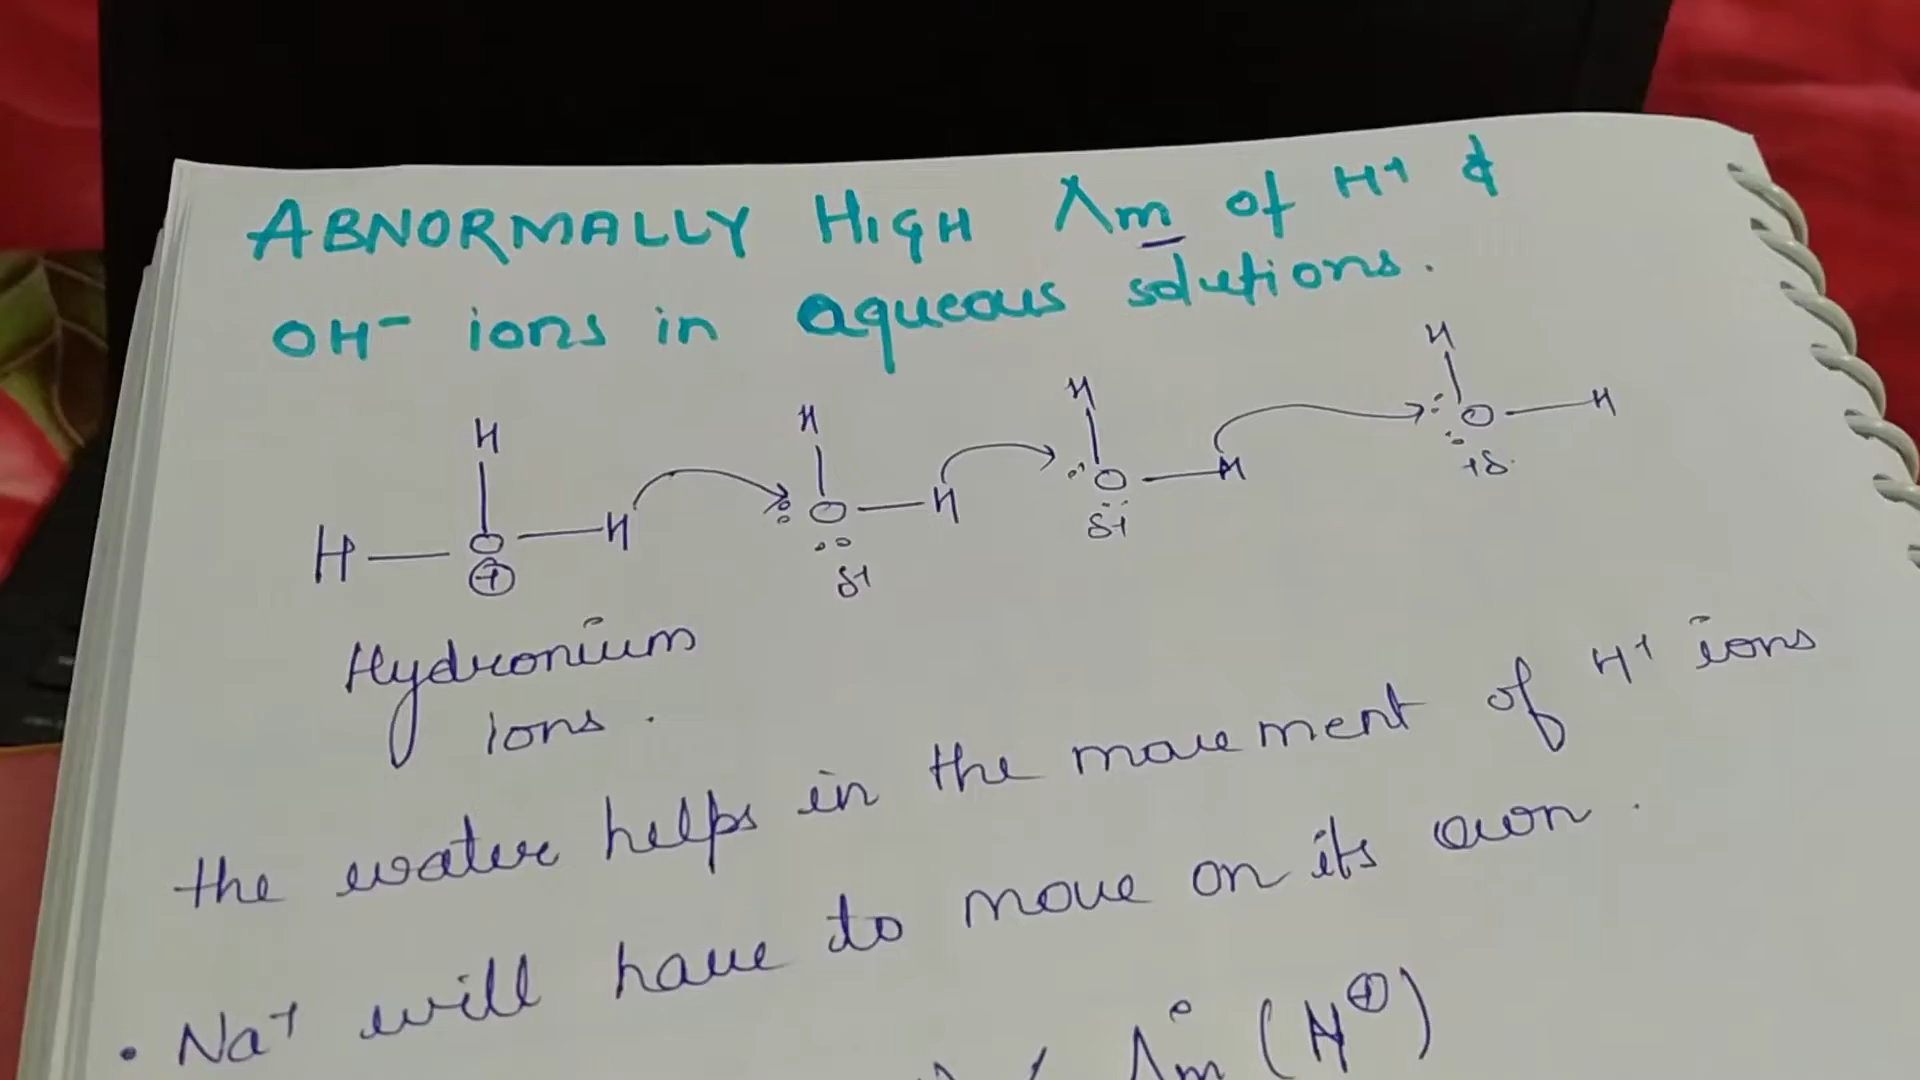 ABNORMALLY HIGH Λm of H+ &
OH- ions in aqueous solutions.
H H H H
H — O — H O — H O — H O — H
⊕ δ+ δ+ +δ
Hydronium
ions.
the water helps in the movement of H+ ions
• Na+ will have to move on its own.
< Λ°m (H⊕)